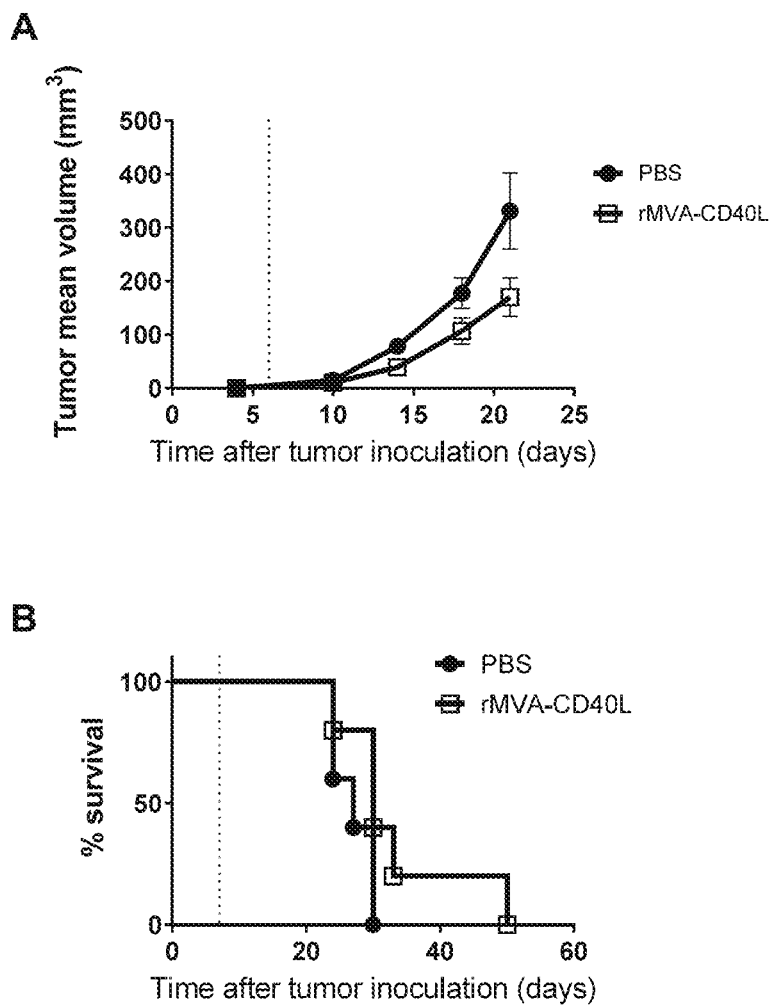 A
Tumor mean volume (mm³)
500
400
300
200
100
0
0 5 10 15 20 25
Time after tumor inoculation (days)
PBS
rMVA-CD40L
B
% survival
100
50
0
0 20 40 60
Time after tumor inoculation (days)
PBS
rMVA-CD40L